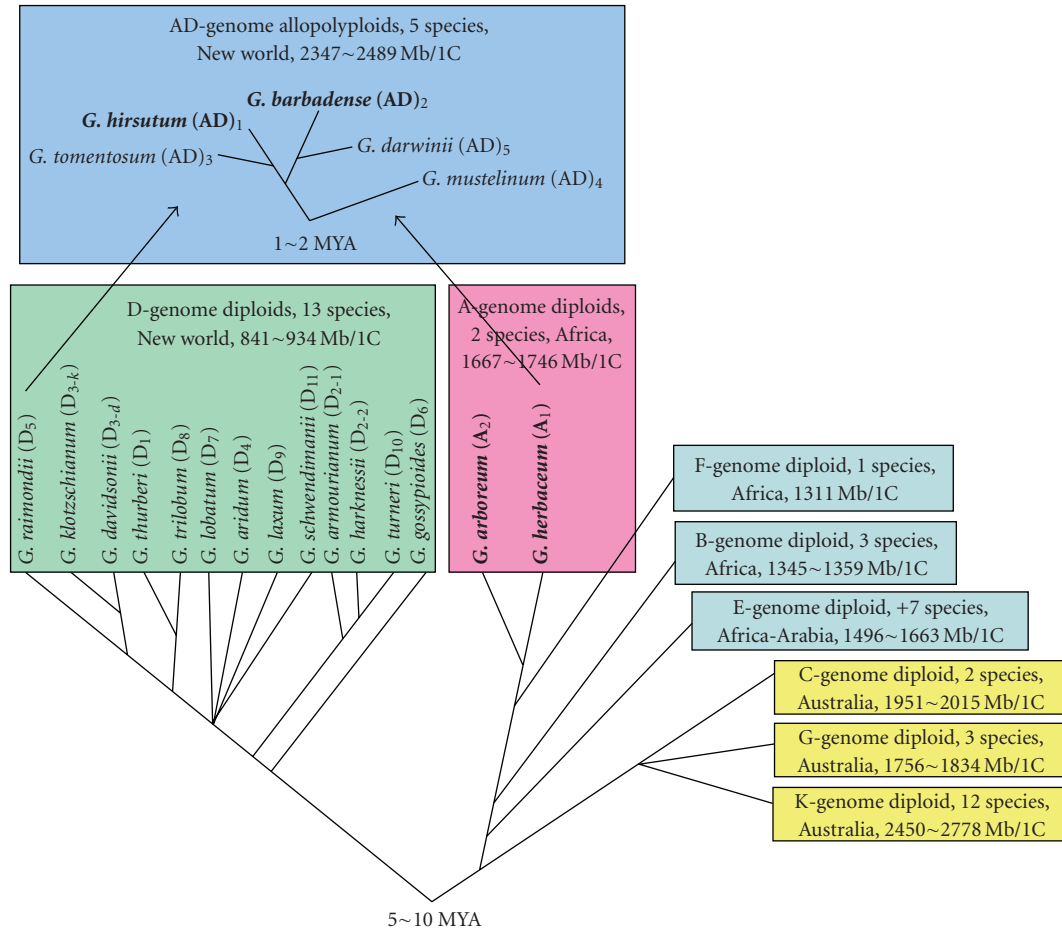 AD-genome allopolyploids, 5 species,
New world, 2347~2489 Mb/1C
G. barbadense (AD)₂
G. hirsutum (AD)₁
G. darwinii (AD)₅
G. tomentosum (AD)₃
G. mustelinum (AD)₄
1~2 MYA
D-genome diploids, 13 species,
New world, 841~934 Mb/1C
G. raimondii (D₅)
G. klotzschianum (D₃₋ₖ)
G. davidsonii (D₃-d)
G. thurberi (D₁)
G. trilobum (D₈)
G. lobatum (D₇)
G. aridum (D₄)
G. laxum (D₉)
G. schwendimanii (D₁₁)
G. armourianum (D₂₋₁)
G. harknessii (D₂₋₂)
G. turneri (D₁₀)
G. gossypioides (D₆)
A-genome diploids,
2 species, Africa,
1667~1746 Mb/1C
G. arboreum (A₂)
G. herbaceum (A₁)
F-genome diploid, 1 species,
Africa, 1311 Mb/1C
B-genome diploid, 3 species,
Africa, 1345~1359 Mb/1C
E-genome diploid, +7 species,
Africa-Arabia, 1496~1663 Mb/1C
C-genome diploid, 2 species,
Australia, 1951~2015 Mb/1C
G-genome diploid, 3 species,
Australia, 1756~1834 Mb/1C
K-genome diploid, 12 species,
Australia, 2450~2778 Mb/1C
5~10 MYA